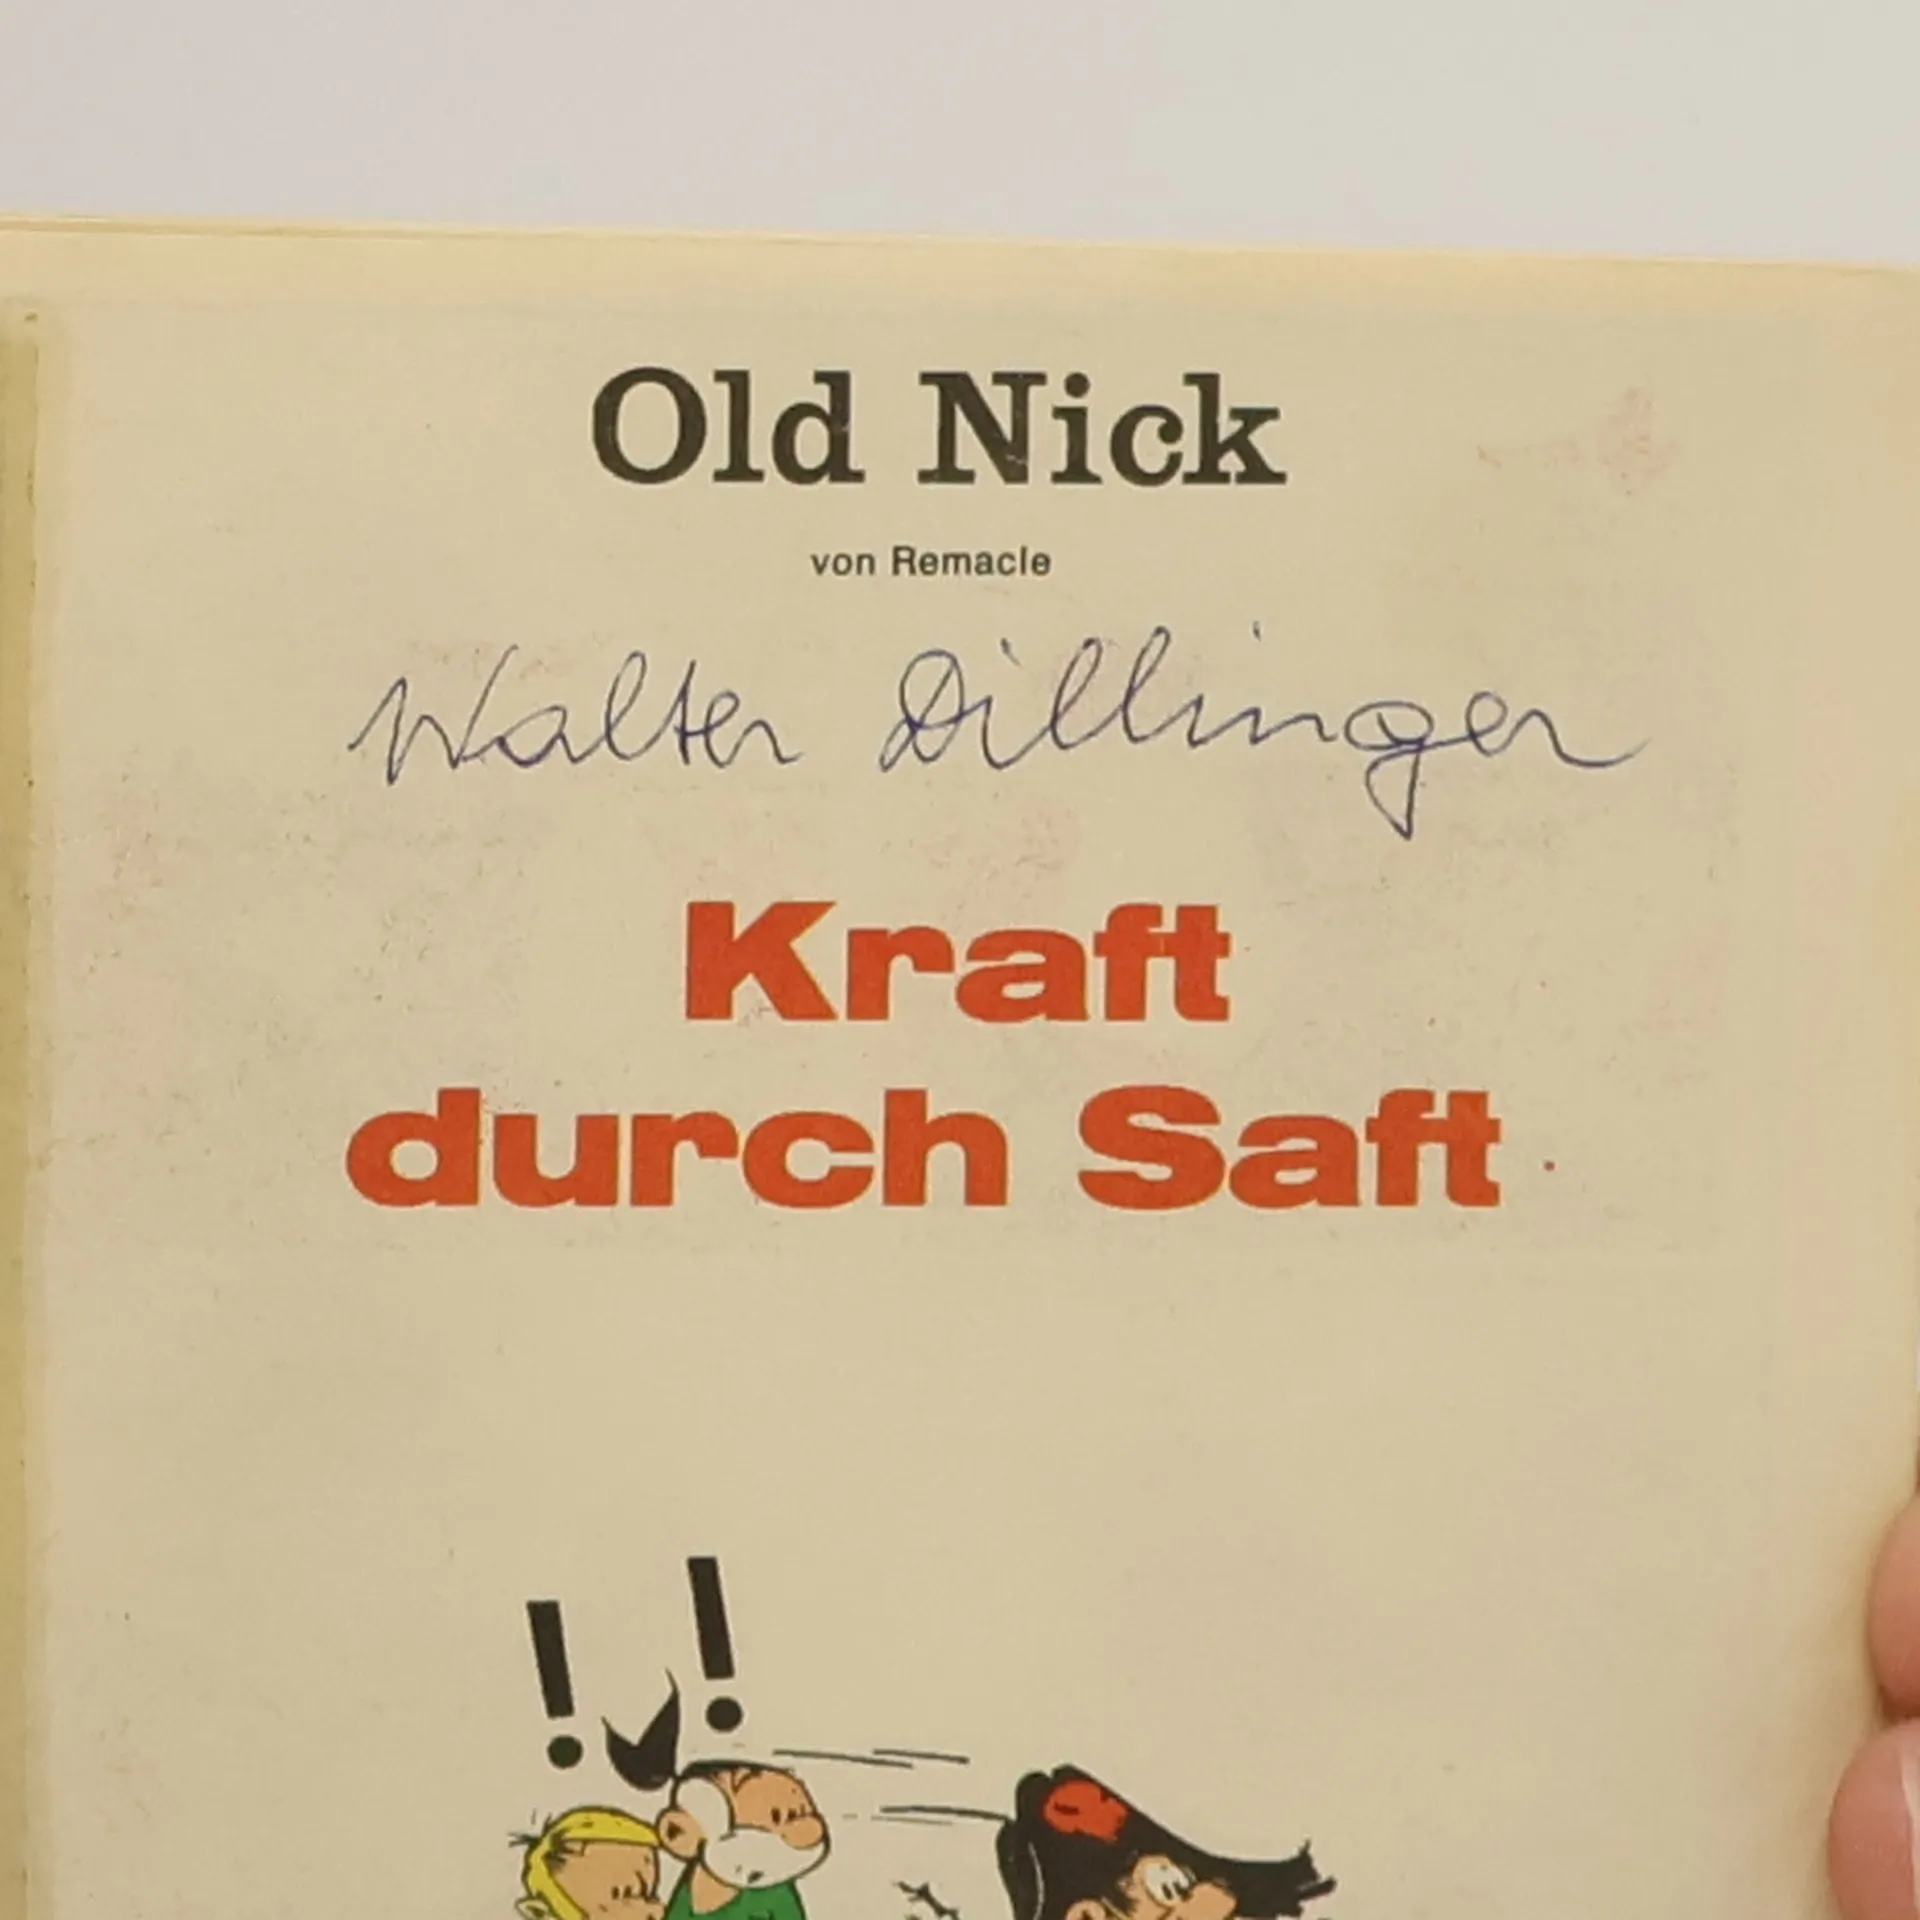 Old Nick
von Remacle
Walter Dillinger
Kraft
durch Saft
! !